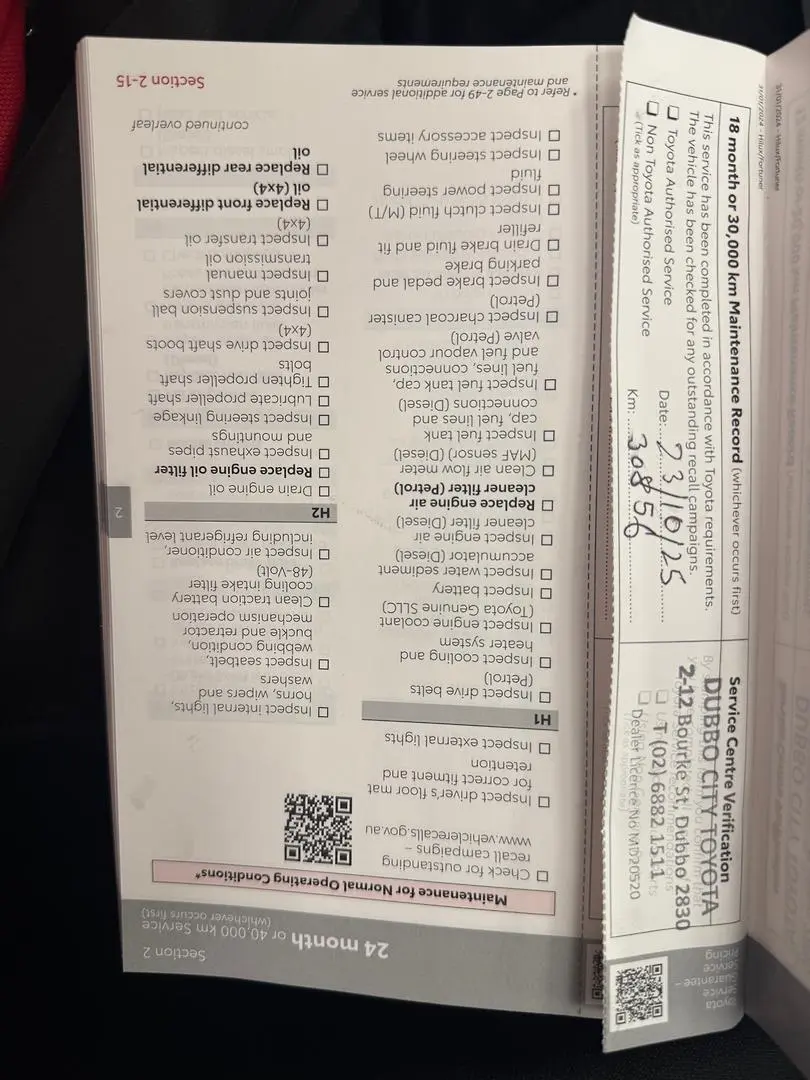 Section 2
24 month or 40,000 km Service
(whichever occurs first)
Maintenance for Normal Operating Conditions*
Check for outstanding
recall campaigns –
www.vehiclerecalls.gov.au
Inspect driver's floor mat
for correct fitment and
retention
Inspect external lights
H1
Inspect drive belts
(Petrol)
Inspect cooling and
heater system
Inspect engine coolant
(Toyota Genuine SLLC)
Inspect battery
Inspect water sediment
accumulator (Diesel)
Inspect engine air
cleaner filter (Diesel)
Replace engine air
cleaner filter (Petrol)
Clean air flow meter
(MAF sensor) (Diesel)
Inspect fuel tank
cap, fuel lines and
connections (Diesel)
Inspect fuel tank cap,
fuel lines, connections
and fuel vapour control
valve (Petrol)
Inspect charcoal canister
(Petrol)
Inspect brake pedal and
parking brake
Drain brake fluid and fit
refiller
Inspect clutch fluid (M/T)
Inspect power steering
fluid
Inspect steering wheel
Inspect accessory items
Inspect internal lights,
horns, wipers and
washers
Inspect seatbelt,
webbing condition,
buckle and retractor
mechanism operation
Clean traction battery
cooling intake filter
(48-Volt)
Inspect air conditioner,
including refrigerant level
H2
Drain engine oil
Replace engine oil filter
Inspect exhaust pipes
and mountings
Inspect steering linkage
Lubricate propeller shaft
Tighten propeller shaft
bolts
Inspect drive shaft boots
(4x4)
Inspect suspension ball
joints and dust covers
Inspect manual
transmission oil
Inspect transfer oil
(4x4)
Replace front differential
oil (4x4)
Replace rear differential
oil
continued overleaf
2
* Refer to Page 2-49 for additional service
and maintenance requirements
Section 2-15
18 month or 30,000 km Maintenance Record (whichever occurs first)
This service has been completed in accordance with Toyota requirements.
The vehicle has been checked for any outstanding recall campaigns.
Toyota Authorised Service
Date: 23/10/25
Non Toyota Authorised Service
Km: 30856
(Tick as appropriate)
Service Centre Verification
DUBBO CITY TOYOTA
2-12 Bourke St, Dubbo 2830
T (02) 6882 1511
Dealer Licence No MD20520
Toyota
Service
Guarantee –
Service
Pricing
31/01/2024 - Hilux/Fortuner